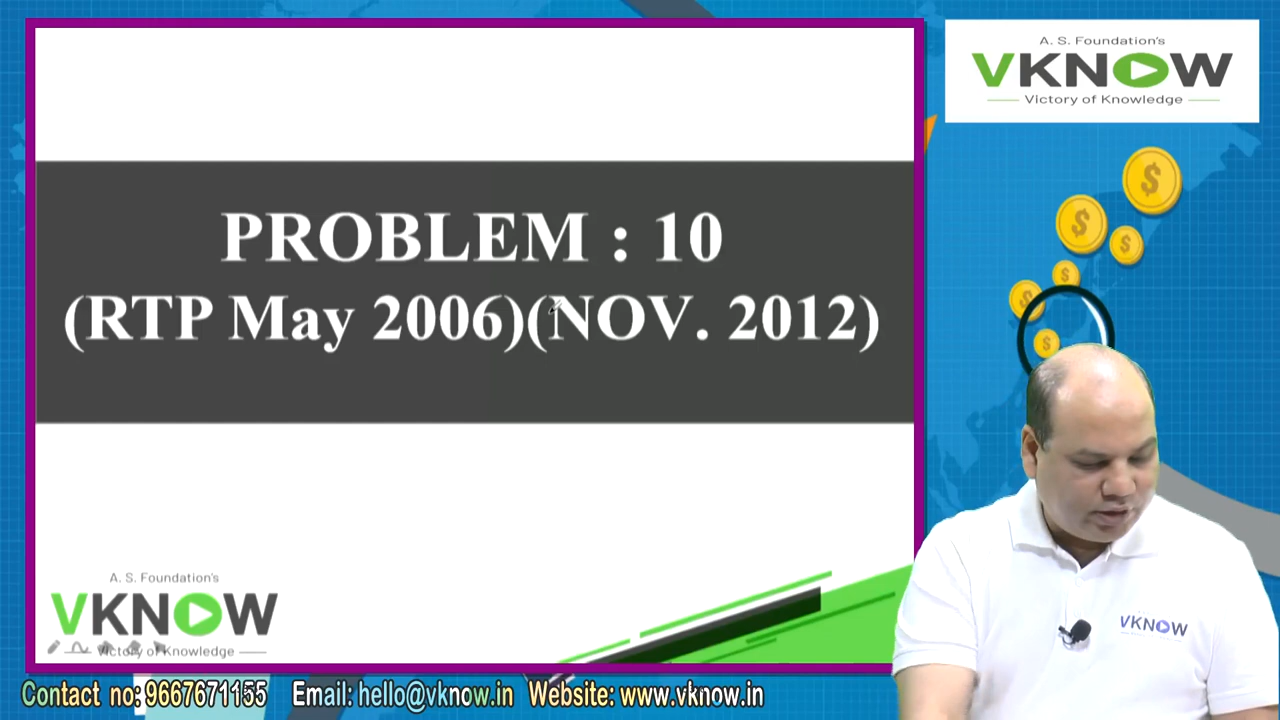 PROBLEM : 10
(RTP May 2006)(NOV. 2012)
A. S. Foundation's
VKNOW
Victory of Knowledge
A. S. Foundation's
VKNOW
Victory of Knowledge
VKNOW
Contact no: 9667671155 Email: hello@vknow.in Website: www.vknow.in